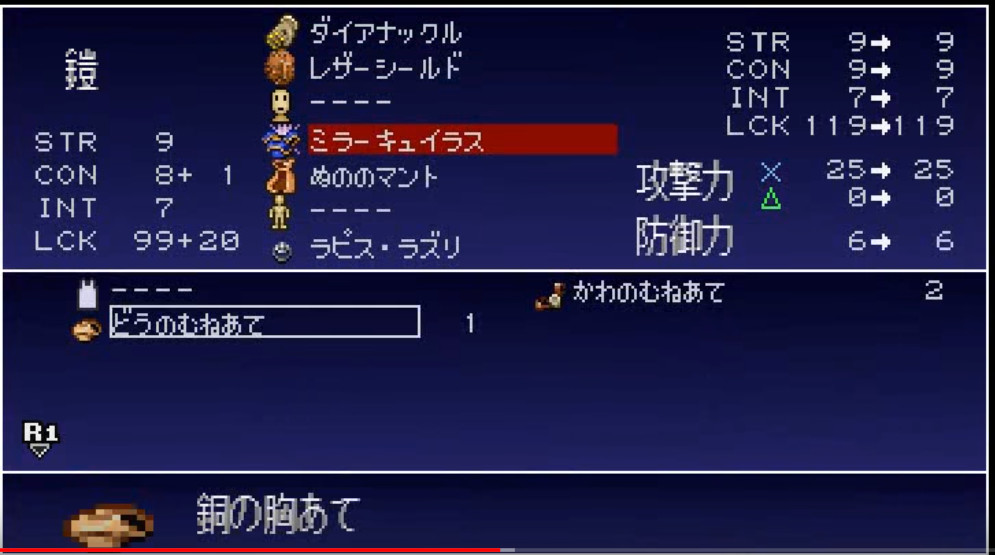 鎧
STR 9
CON 8+ 1
INT 7
LCK 99+20
ダイアナックル
レザーシールド
----
ミラーキュイラス
ぬののマント
----
ラピス・ラズリ
STR 9→ 9
CON 9→ 9
INT 7→ 7
LCK 119→119
攻撃力 × 25→ 25
△ 0→ 0
防御力 6→ 6
----
かわのむねあて 2
どうのむねあて 1
R1
銅の胸あて